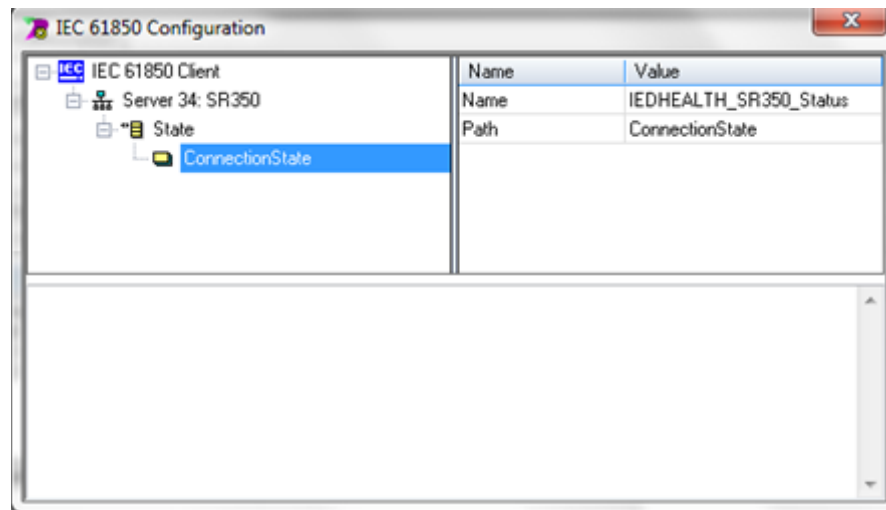 IEC 61850 Configuration
IEC IEC 61850 Client
Server 34: SR350
State
ConnectionState
Name Value
Name IEDHEALTH_SR350_Status
Path ConnectionState